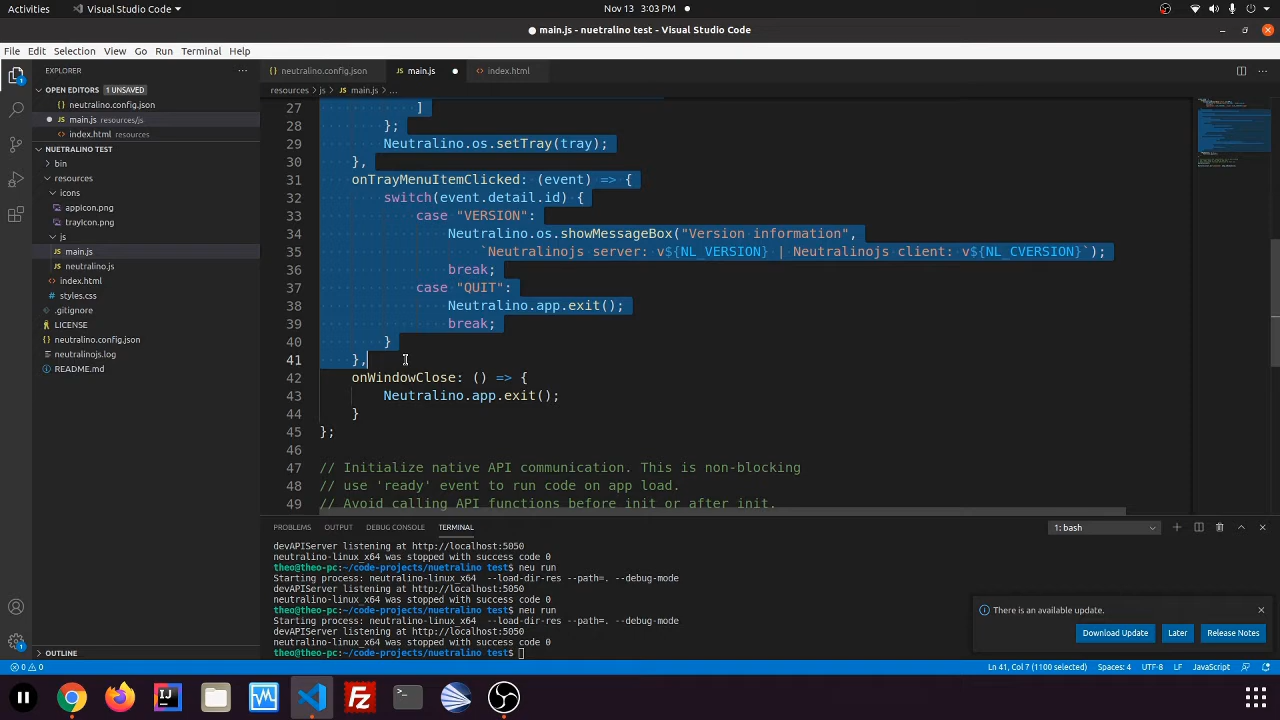 Activities
Visual Studio Code
Nov 13 3:03 PM
main.js - nuetralino test - Visual Studio Code
File Edit Selection View Go Run Terminal Help
EXPLORER
OPEN EDITORS 1 UNSAVED
neutralino.config.json
main.js resources/js
index.html resources
NUETRALINO TEST
bin
resources
icons
appIcon.png
trayIcon.png
js
main.js
neutralino.js
index.html
styles.css
.gitignore
LICENSE
neutralino.config.json
neutralinojs.log
README.md
OUTLINE
neutralino.config.json main.js index.html
resources > js > main.js > ...
27 ]
28 };
29 Neutralino.os.setTray(tray);
30 },
31 onTrayMenuItemClicked: (event) => {
32 switch(event.detail.id) {
33 case "VERSION":
34 Neutralino.os.showMessageBox("Version information",
35 `Neutralinojs server: v${NL_VERSION} | Neutralinojs client: v${NL_CVERSION}`);
36 break;
37 case "QUIT":
38 Neutralino.app.exit();
39 break;
40 }
41 },
42 onWindowClose: () => {
43 Neutralino.app.exit();
44 }
45 };
46
47 // Initialize native API communication. This is non-blocking
48 // use 'ready' event to run code on app load.
49 // Avoid calling API functions before init or after init.
PROBLEMS OUTPUT DEBUG CONSOLE TERMINAL
1: bash
devAPIServer listening at http://localhost:5050
neutralino-linux_x64 was stopped with success code 0
theo@theo-pc:~/code-projects/nuetralino test$ neu run
Starting process: neutralino-linux_x64 --load-dir-res --path=. --debug-mode
devAPIServer listening at http://localhost:5050
neutralino-linux_x64 was stopped with success code 0
theo@theo-pc:~/code-projects/nuetralino test$ neu run
Starting process: neutralino-linux_x64 --load-dir-res --path=. --debug-mode
devAPIServer listening at http://localhost:5050
neutralino-linux_x64 was stopped with success code 0
theo@theo-pc:~/code-projects/nuetralino test$
There is an available update.
Download Update Later Release Notes
0 0
Ln 41, Col 7 (1100 selected) Spaces: 4 UTF-8 LF JavaScript